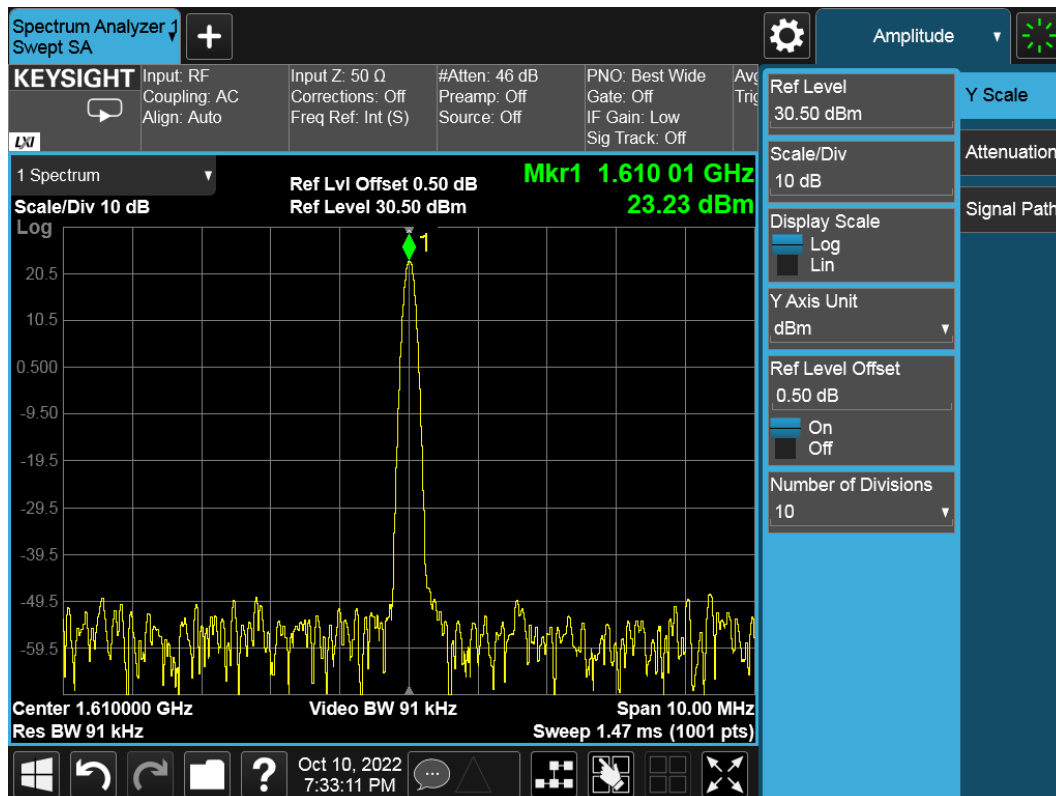 Spectrum Analyzer 1
Swept SA
+
Amplitude
KEYSIGHT
LXI
Input: RF
Coupling: AC
Align: Auto
Input Z: 50 Ω
Corrections: Off
Freq Ref: Int (S)
#Atten: 46 dB
Preamp: Off
Source: Off
PNO: Best Wide
Gate: Off
IF Gain: Low
Sig Track: Off
1 Spectrum
Scale/Div 10 dB
Ref Lvl Offset 0.50 dB
Ref Level 30.50 dBm
Mkr1 1.610 01 GHz
23.23 dBm
Log
1
20.5
10.5
0.500
-9.50
-19.5
-29.5
-39.5
-49.5
-59.5
Center 1.610000 GHz
Video BW 91 kHz
Span 10.00 MHz
Res BW 91 kHz
Sweep 1.47 ms (1001 pts)
Ref Level
30.50 dBm
Scale/Div
10 dB
Display Scale
Log
Lin
Y Axis Unit
dBm
Ref Level Offset
0.50 dB
On
Off
Number of Divisions
10
Y Scale
Attenuation
Signal Path
?
Oct 10, 2022
7:33:11 PM